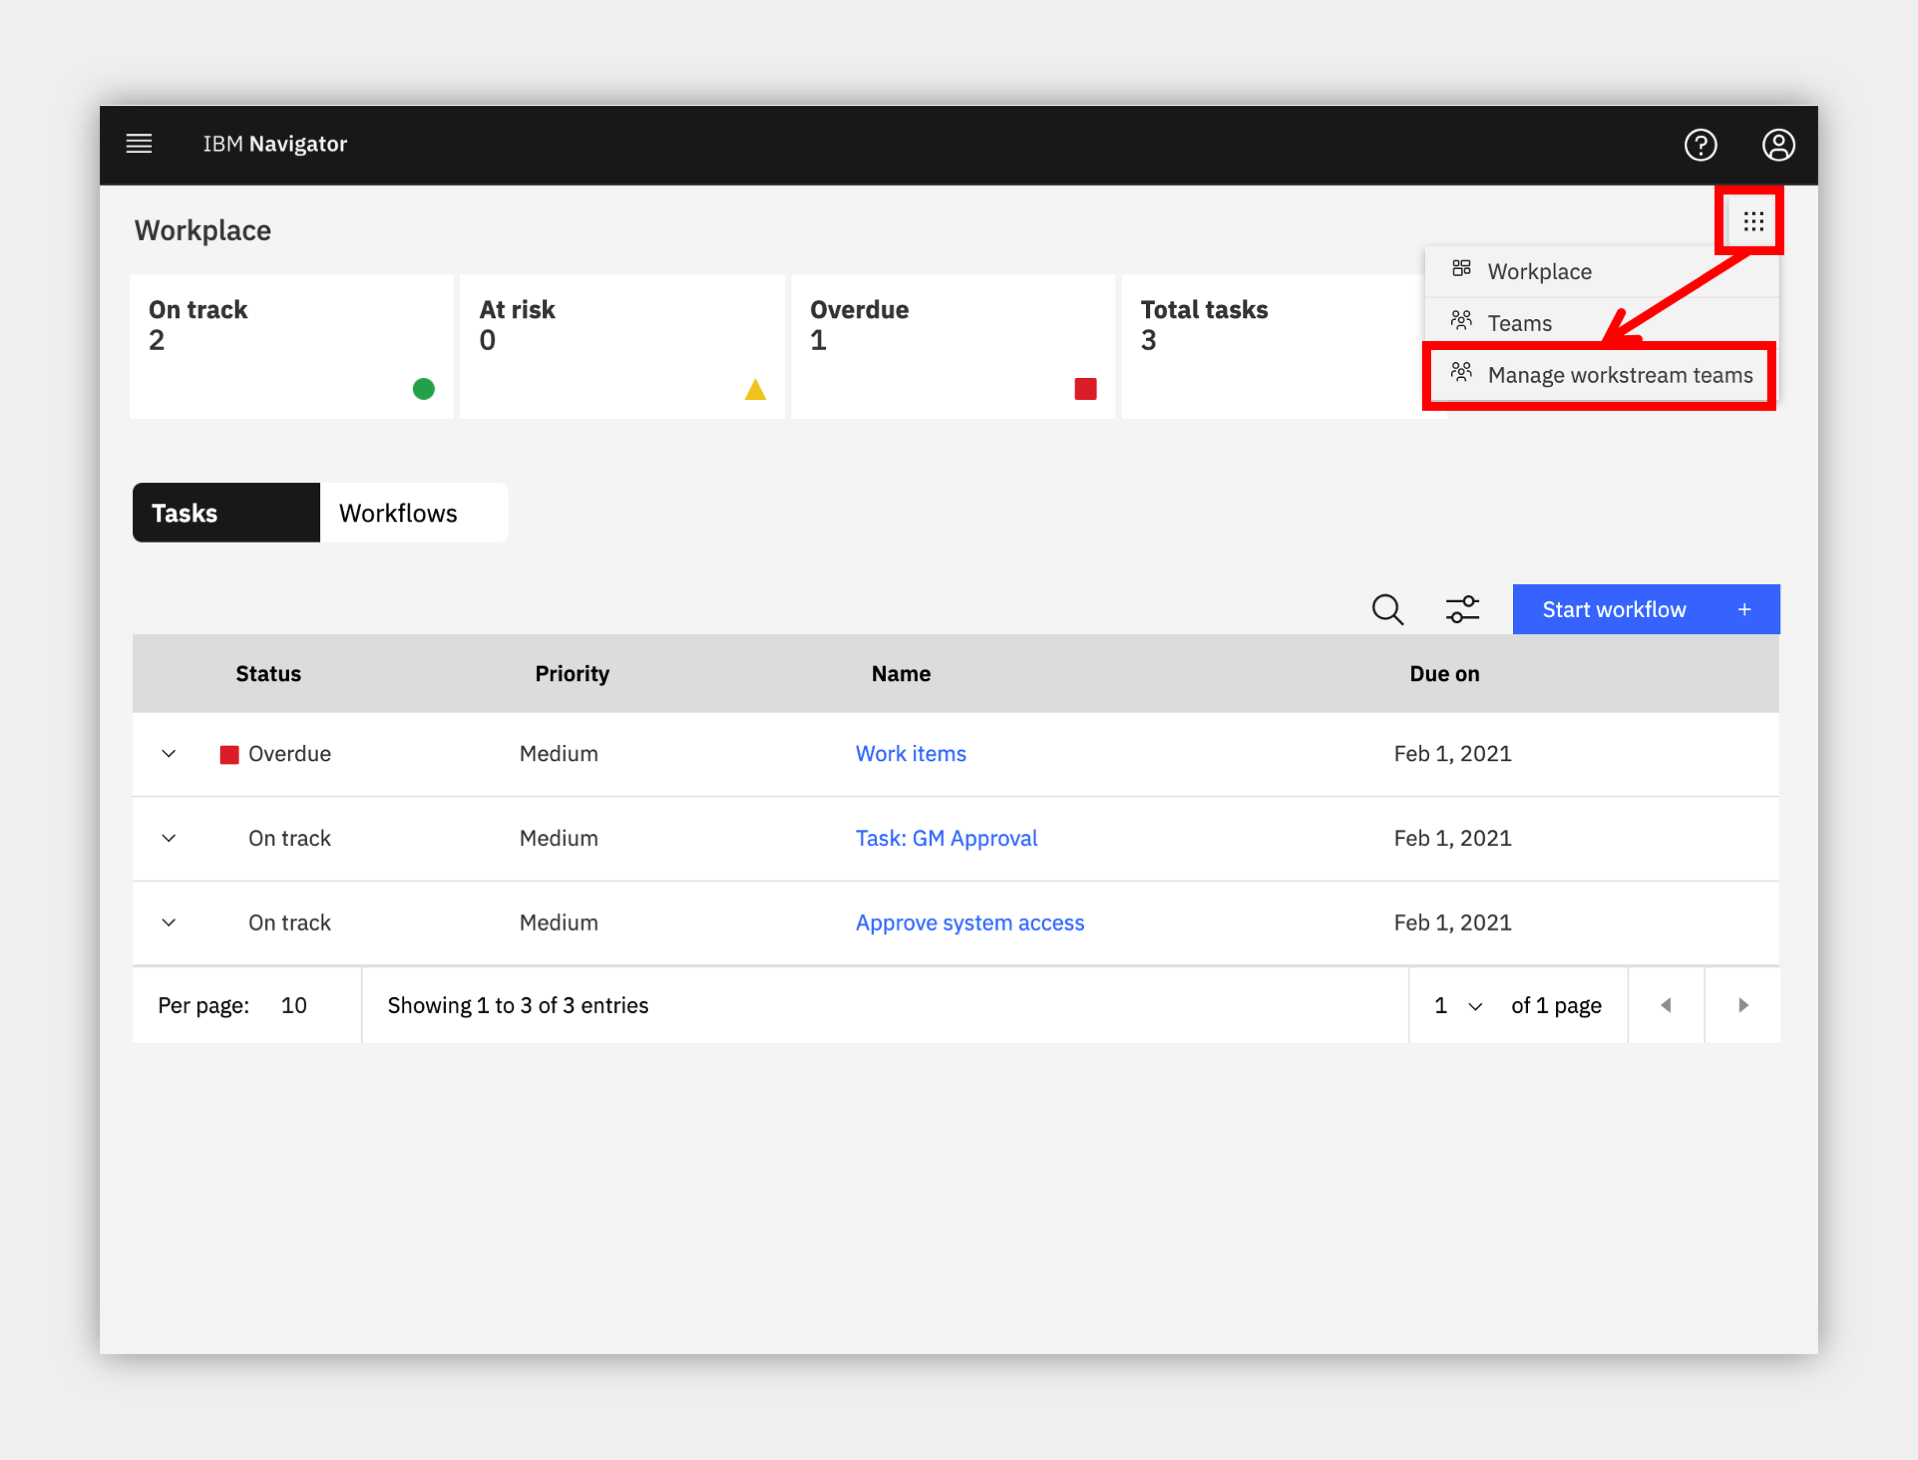 IBM Navigator
Workplace
Workplace
Teams
Manage workstream teams
On track
2
At risk
0
Overdue
1
Total tasks
3
Tasks
Workflows
Start workflow +
Status Priority Name Due on
Overdue Medium Work items Feb 1, 2021
On track Medium Task: GM Approval Feb 1, 2021
On track Medium Approve system access Feb 1, 2021
Per page: 10 Showing 1 to 3 of 3 entries 1 of 1 page